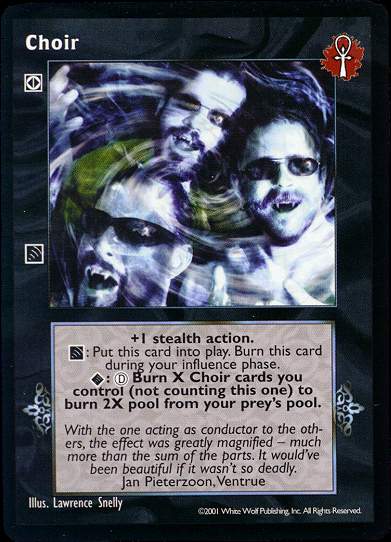 Choir
+1 stealth action.
: Put this card into play. Burn this card
during your influence phase.
: D Burn X Choir cards you
control (not counting this one) to
burn 2X pool from your prey's pool.
With the one acting as conductor to the oth-
ers, the effect was greatly magnified – much
more than the sum of the parts. It would've
been beautiful if it wasn't so deadly.
Jan Pieterzoon, Ventrue
Illus. Lawrence Snelly
©2001 White Wolf Publishing, Inc. All Rights Reserved.